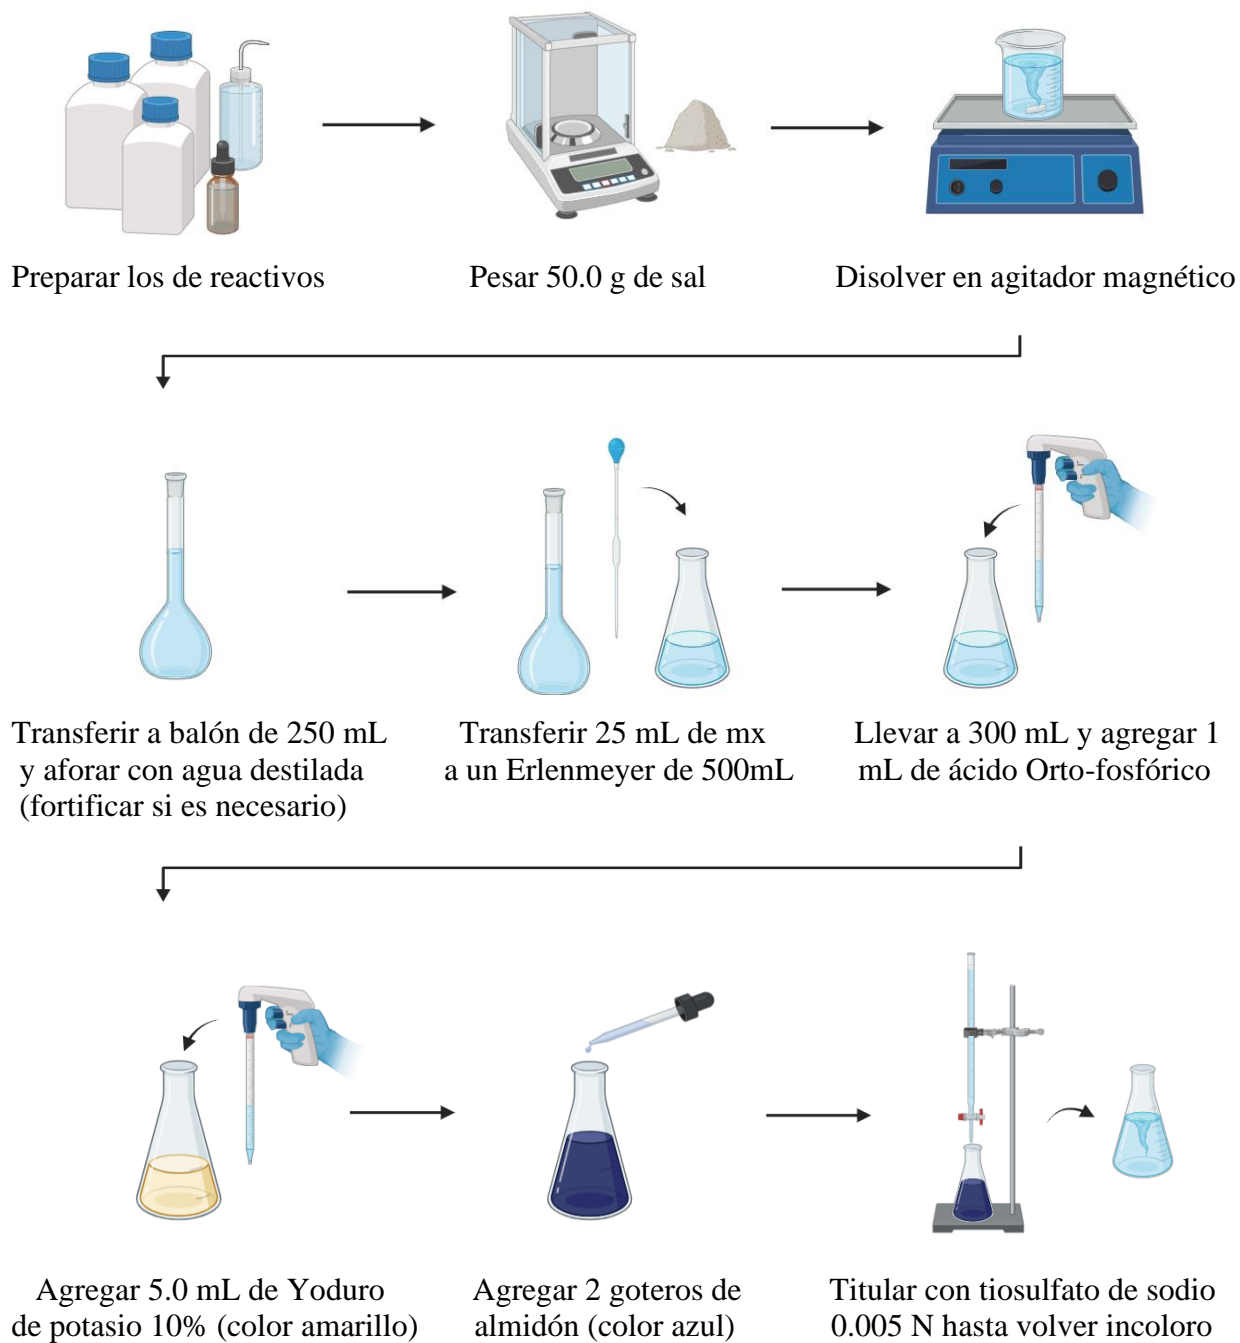 Preparar los de reactivos
Pesar 50.0 g de sal
Disolver en agitador magnético
Transferir a balón de 250 mL
y aforar con agua destilada
(fortificar si es necesario)
Transferir 25 mL de mx
a un Erlenmeyer de 500mL
Llevar a 300 mL y agregar 1
mL de ácido Orto-fosfórico
Agregar 5.0 mL de Yoduro
de potasio 10% (color amarillo)
Agregar 2 goteros de
almidón (color azul)
Titular con tiosulfato de sodio
0.005 N hasta volver incoloro